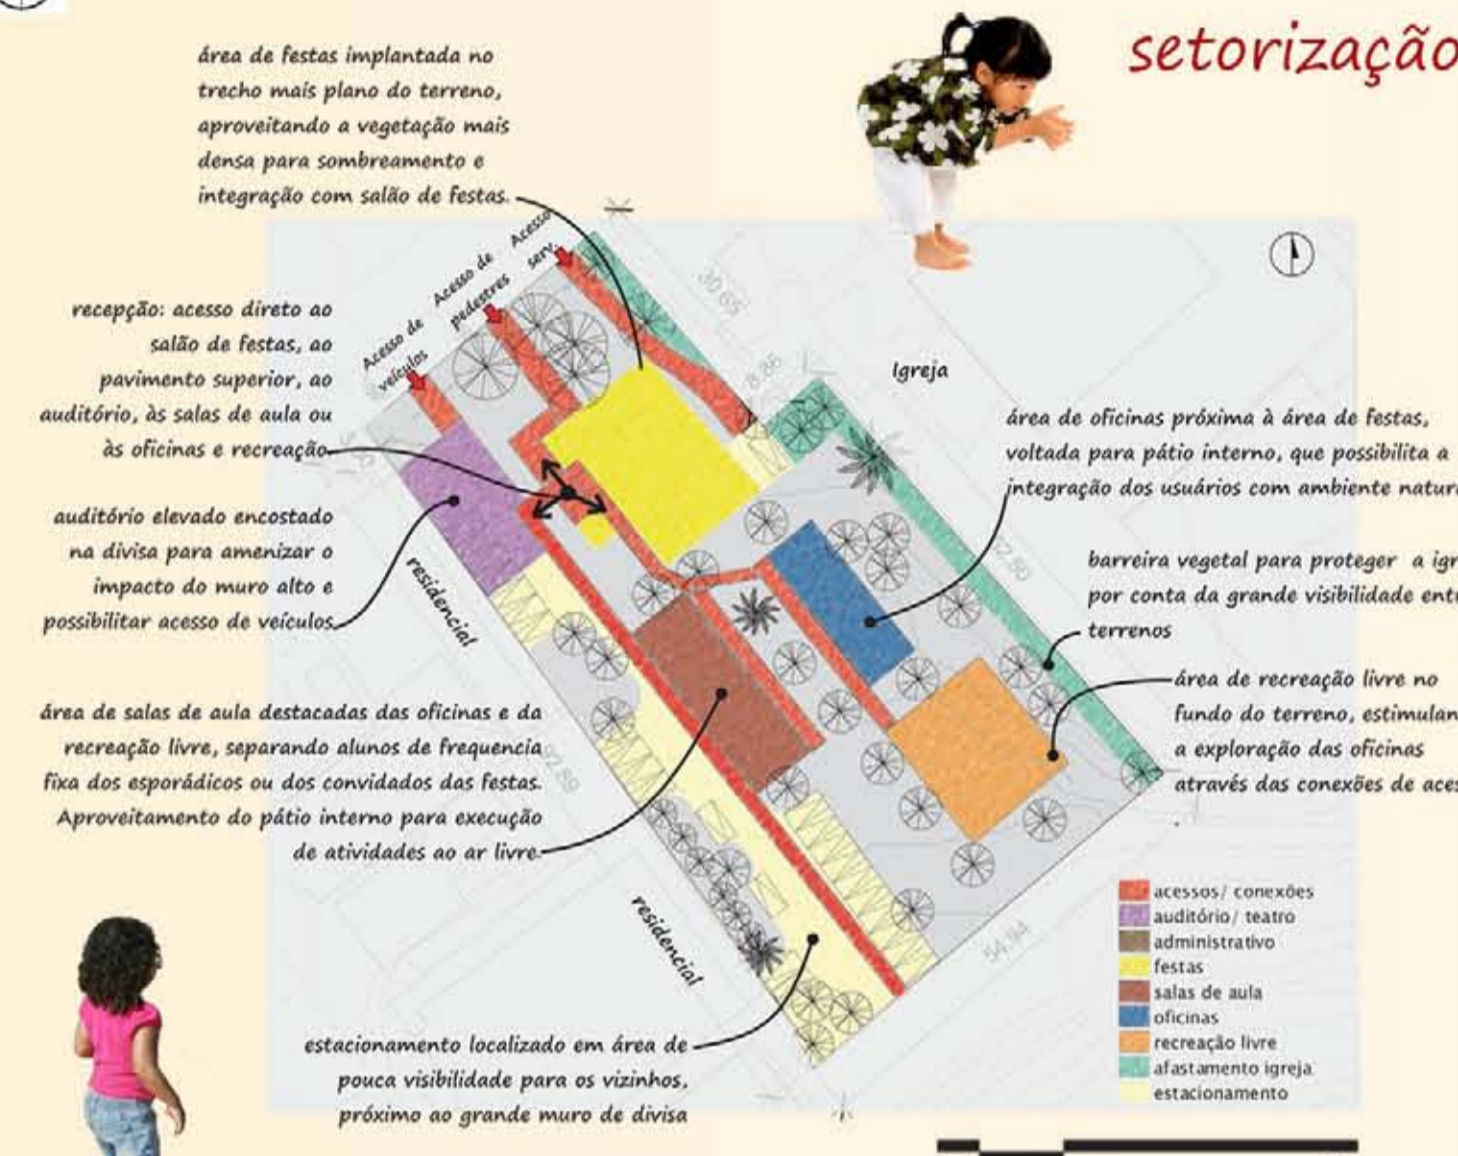 setorização
área de festas implantada no
trecho mais plano do terreno,
aproveitando a vegetação mais
densa para sombreamento e
integração com salão de festas.
Acesso
serv.
Acesso de
pedestres
Acesso de
veículos
30.65
8.86
Igreja
recepção: acesso direto ao
salão de festas, ao
pavimento superior, ao
auditório, às salas de aula ou
às oficinas e recreação
área de oficinas próxima à área de festas,
voltada para pátio interno, que possibilita a
integração dos usuários com ambiente natur
auditório elevado encostado
na divisa para amenizar o
impacto do muro alto e
possibilitar acesso de veículos
residencial
barreira vegetal para proteger a igr
por conta da grande visibilidade ent
terrenos
área de recreação livre no
fundo do terreno, estimulan
a exploração das oficinas
através das conexões de aces
área de salas de aula destacadas das oficinas e da
recreação livre, separando alunos de frequencia
fixa dos esporádicos ou dos convidados das festas.
Aproveitamento do pátio interno para execução
de atividades ao ar livre
residencial
estacionamento localizado em área de
pouca visibilidade para os vizinhos,
próximo ao grande muro de divisa
acessos/ conexões
auditório/ teatro
administrativo
festas
salas de aula
oficinas
recreação livre
afastamento igreja
estacionamento